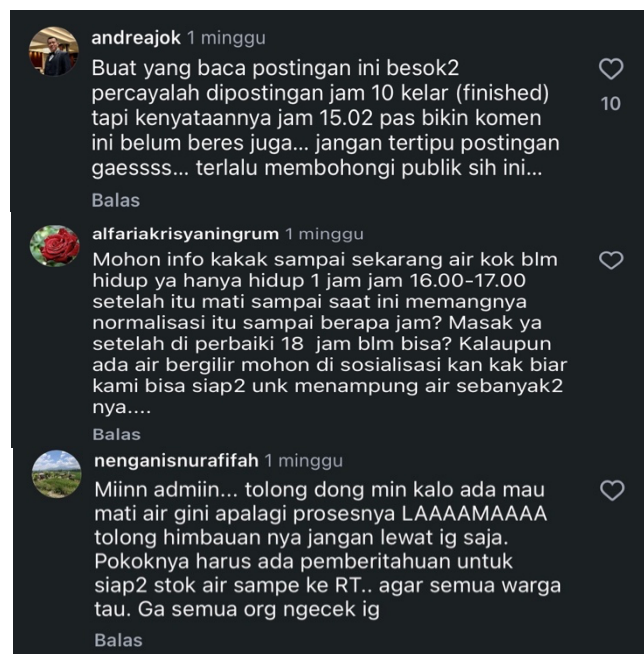 andreajok 1 minggu
Buat yang baca postingan ini besok2
percayalah dipostingan jam 10 kelar (finished)
tapi kenyataannya jam 15.02 pas bikin komen
ini belum beres juga... jangan tertipu postingan
gaessss... terlalu membohongi publik sih ini...
10
Balas
alfariakrisyaningrum 1 minggu
Mohon info kakak sampai sekarang air kok blm
hidup ya hanya hidup 1 jam jam 16.00-17.00
setelah itu mati sampai saat ini memangnya
normalisasi itu sampai berapa jam? Masak ya
setelah di perbaiki 18 jam blm bisa? Kalaupun
ada air bergilir mohon di sosialisasi kan kak biar
kami bisa siap2 unk menampung air sebanyak2
nya....
Balas
nenganisnurafifah 1 minggu
Miinn admiin... tolong dong min kalo ada mau
mati air gini apalagi prosesnya LAAAAMAAAA
tolong himbauan nya jangan lewat ig saja.
Pokoknya harus ada pemberitahuan untuk
siap2 stok air sampe ke RT.. agar semua warga
tau. Ga semua org ngecek ig
Balas